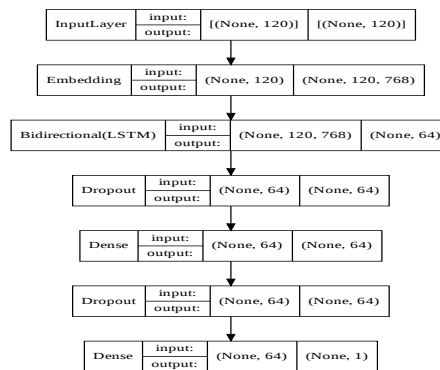 InputLayer input: output: [(None, 120)] [(None, 120)]
Embedding input: output: (None, 120) (None, 120, 768)
Bidirectional(LSTM) input: output: (None, 120, 768) (None, 64)
Dropout input: output: (None, 64) (None, 64)
Dense input: output: (None, 64) (None, 64)
Dropout input: output: (None, 64) (None, 64)
Dense input: output: (None, 64) (None, 1)